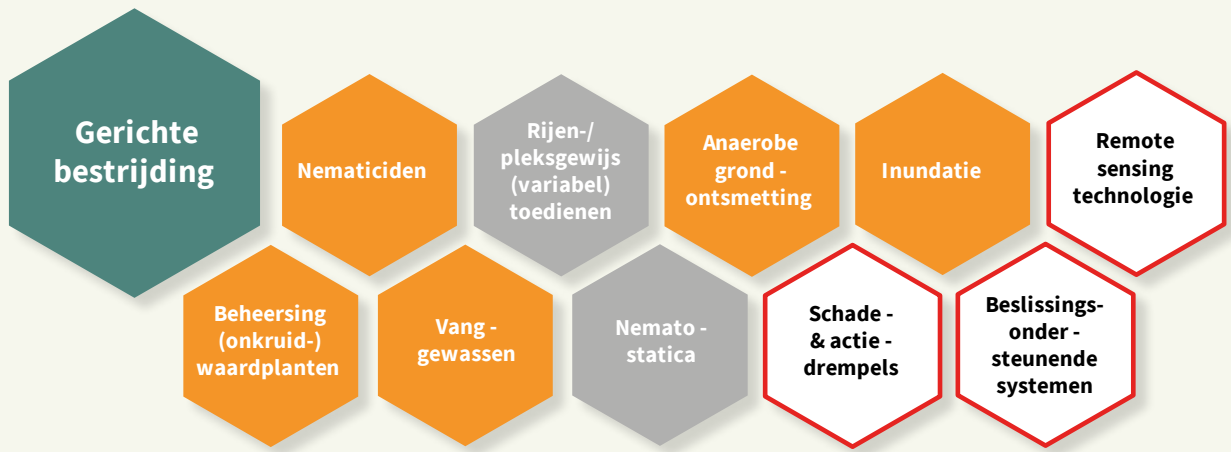 Gerichte
bestrijding
Nematiciden
Rijen-/
pleksgewijs
(variabel)
toedienen
Anaerobe
grond -
ontsmetting
Inundatie
Remote
sensing
technologie
Beheersing
(onkruid-)
waardplanten
Vang -
gewassen
Nemato -
statica
Schade -
& actie -
drempels
Beslissings-
onder -
steunende
systemen